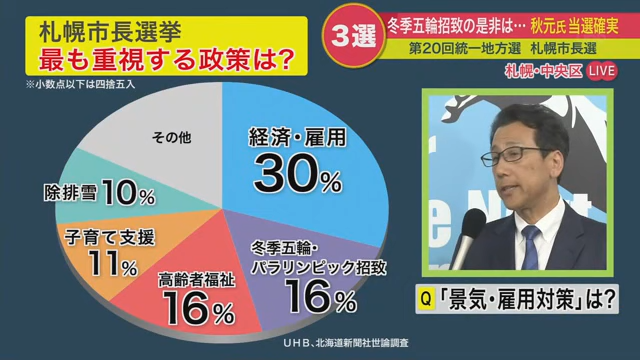 札幌市長選挙
最も重視する政策は?
※小数点以下は四捨五入
3選
冬季五輪招致の是非は… 秋元氏当選確実
第20回統一地方選 札幌市長選
札幌・中央区 LIVE
その他
経済・雇用
30%
除排雪 10%
子育て支援
11%
高齢者福祉
16%
冬季五輪・
パラリンピック招致
16%
Q「景気・雇用対策」は?
UHB、北海道新聞社世論調査